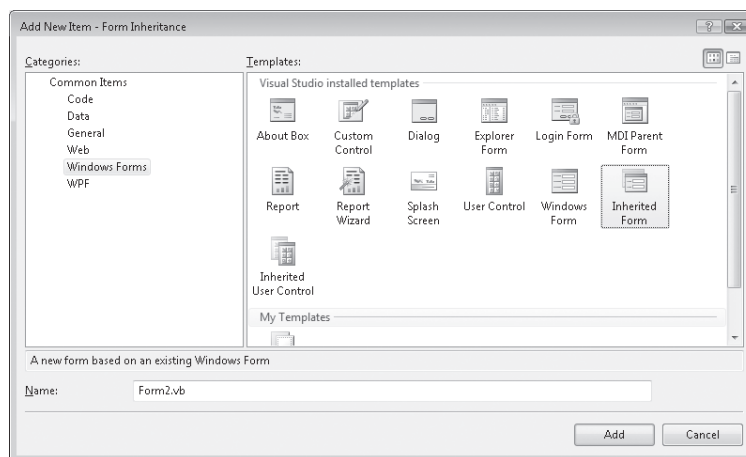 Add New Item - Form Inheritance
Categories:
Templates:
Common Items
Code
Data
General
Web
Windows Forms
WPF
Visual Studio installed templates
About Box
Custom
Control
Dialog
Explorer
Form
Login Form
MDI Parent
Form
Report
Report
Wizard
Splash
Screen
User Control
Windows
Form
Inherited
Form
Inherited
User Control
My Templates
A new form based on an existing Windows Form
Name:
Form2.vb
Add
Cancel